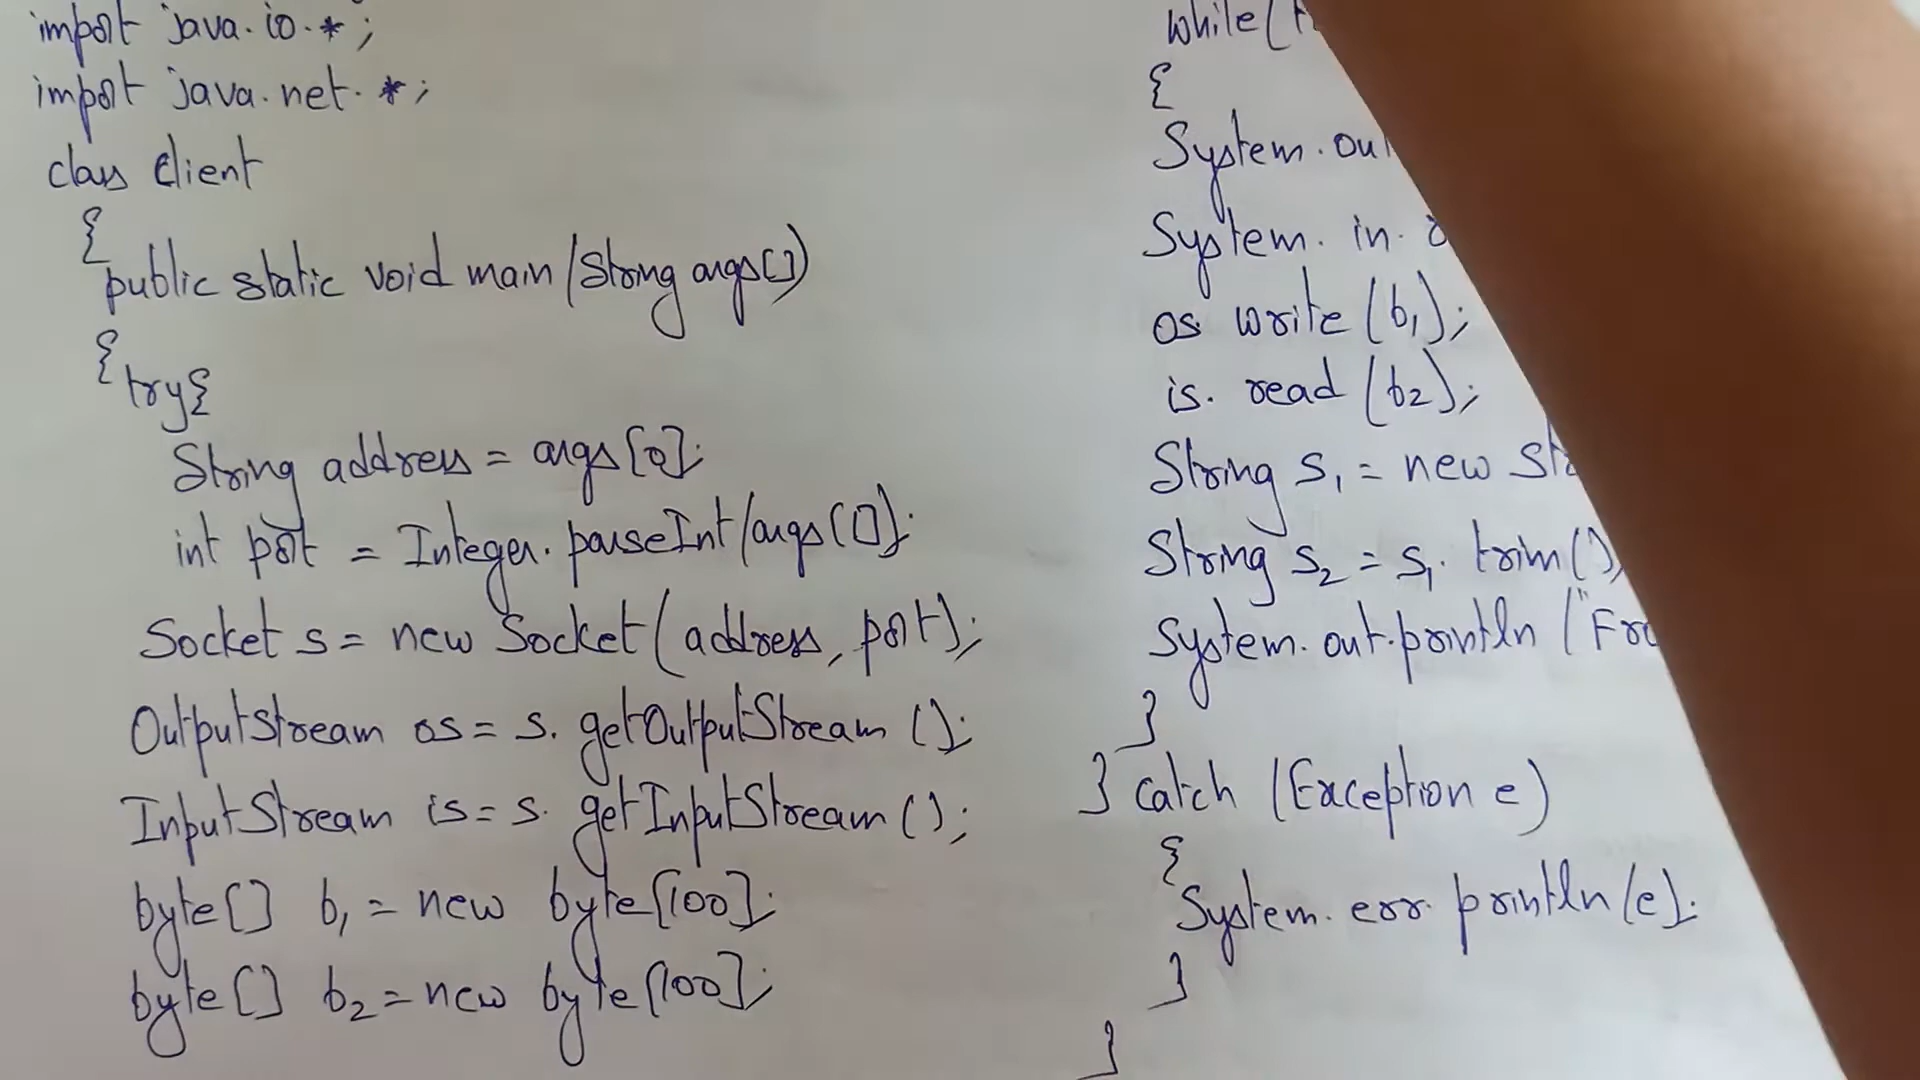 import java.io.*;
import java.net.*;
class Client
{
public static void main(String args[])
{
try{
String address = args[0];
int port = Integer.parseInt(args[]);
Socket s = new Socket(address, port);
OutputStream os = s.getOutputStream();
InputStream is = s.getInputStream();
byte[] b1 = new byte[100];
byte[] b2 = new byte[100];
while(
{
System.ou
System.in.
os.write(b1);
is.read(b2);
String s1 = new St
String s2 = s1.trim()
System.out.println("Fro
}
} catch (Exception e)
{
System.err.println(e);
}
}